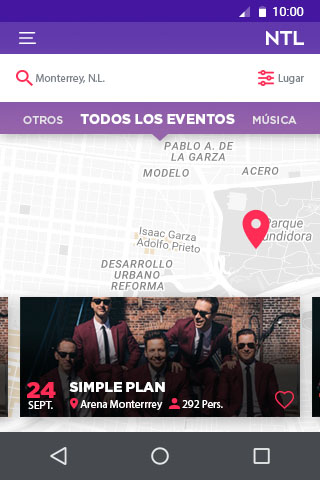 10:00
NTL
Monterrey, N.L.
Lugar
OTROS
TODOS LOS EVENTOS
MÚSICA
PABLO A. DE
LA GARZA
MODELO
ACERO
Isaac Garza
Adolfo Prieto
Parque
undidora
DESARROLLO
URBANO
REFORMA
24
SEPT.
SIMPLE PLAN
Arena Monterrrey
292 Pers.